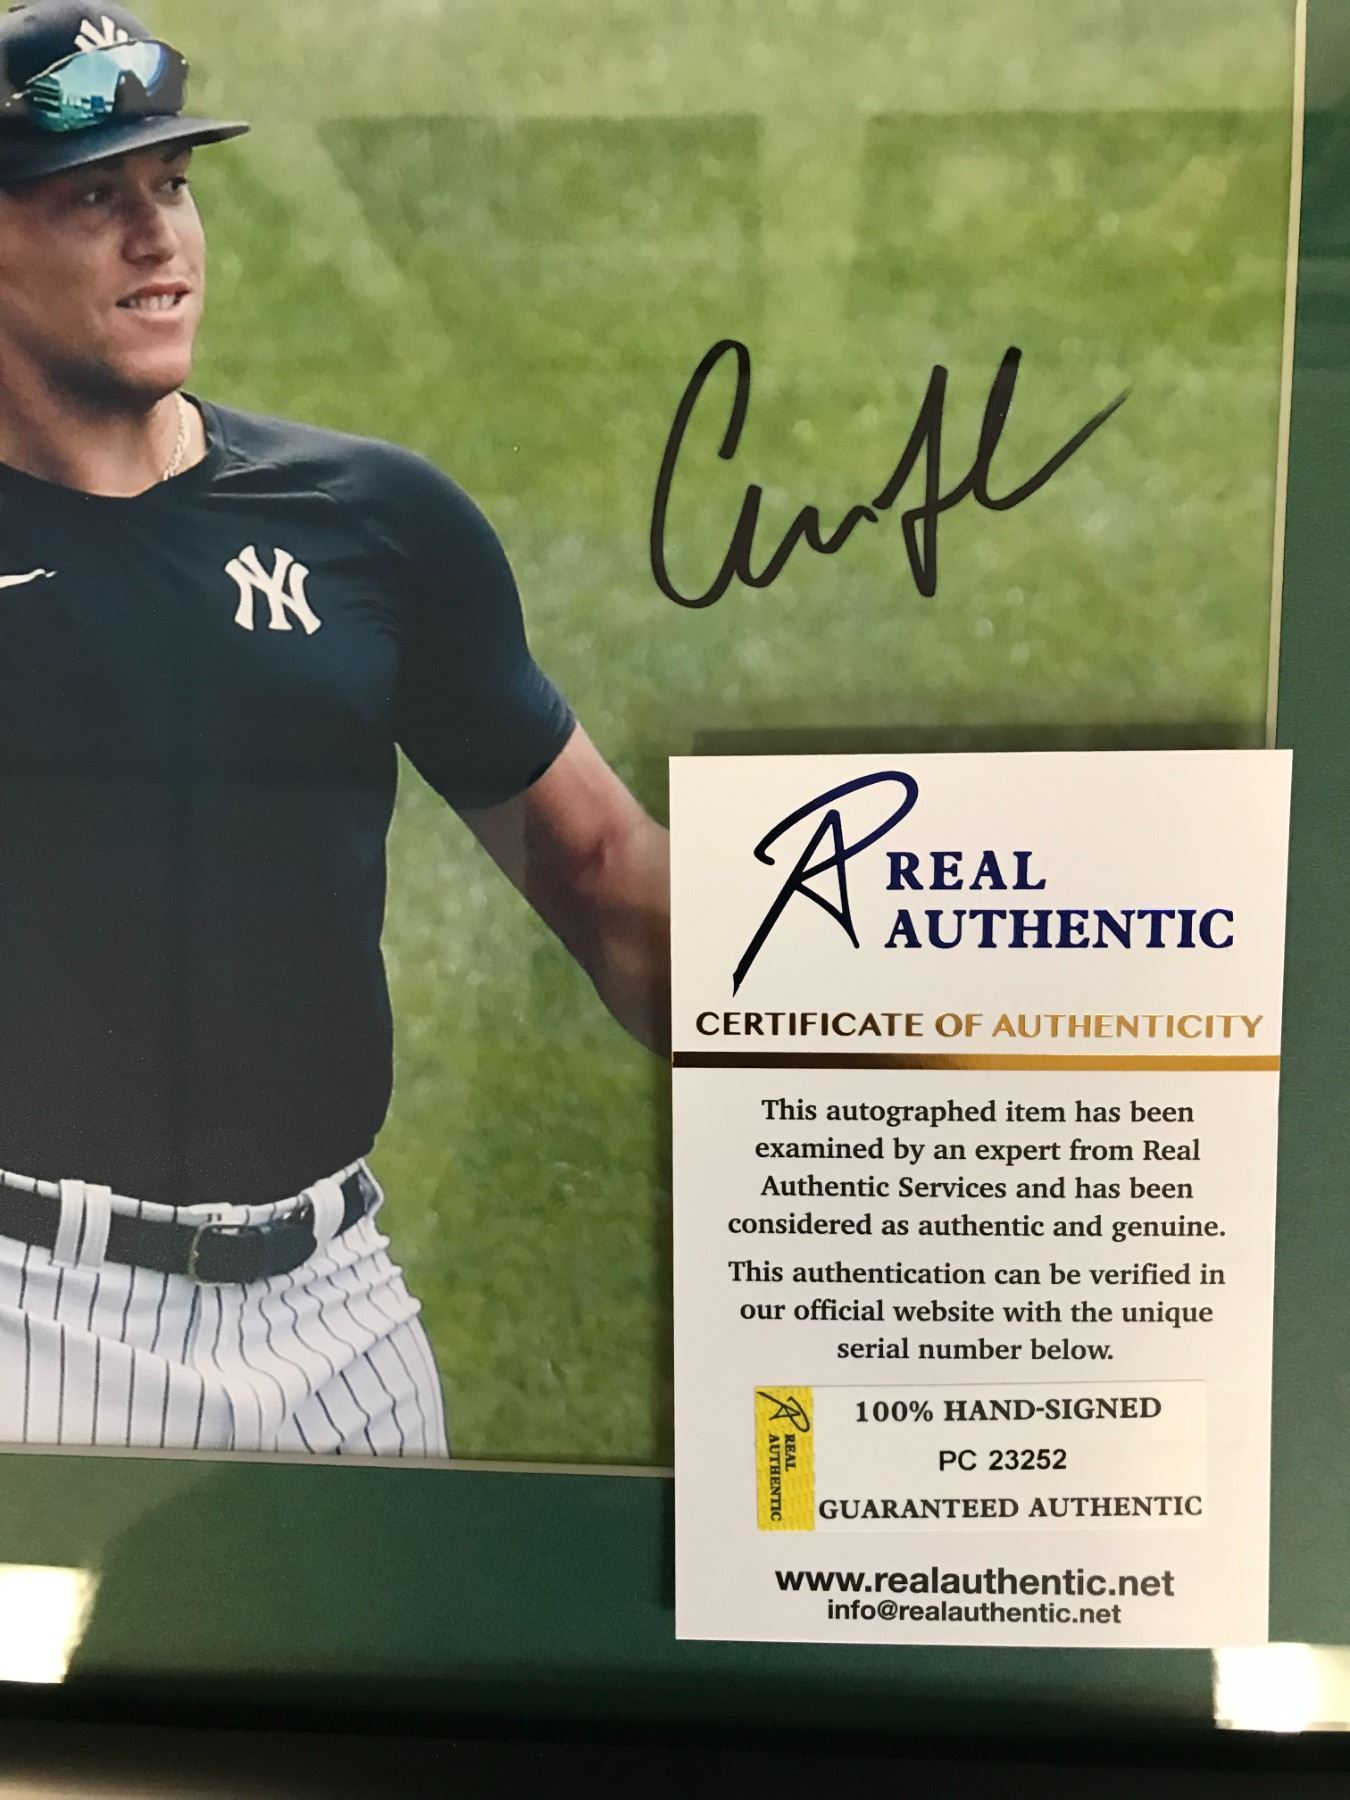 NY
NY
REAL
AUTHENTIC
CERTIFICATE OF AUTHENTICITY
This autographed item has been
examined by an expert from Real
Authentic Services and has been
considered as authentic and genuine.
This authentication can be verified in
our official website with the unique
serial number below.
REAL
AUTHENTIC
100% HAND-SIGNED
PC 23252
GUARANTEED AUTHENTIC
www.realauthentic.net
info@realauthentic.net